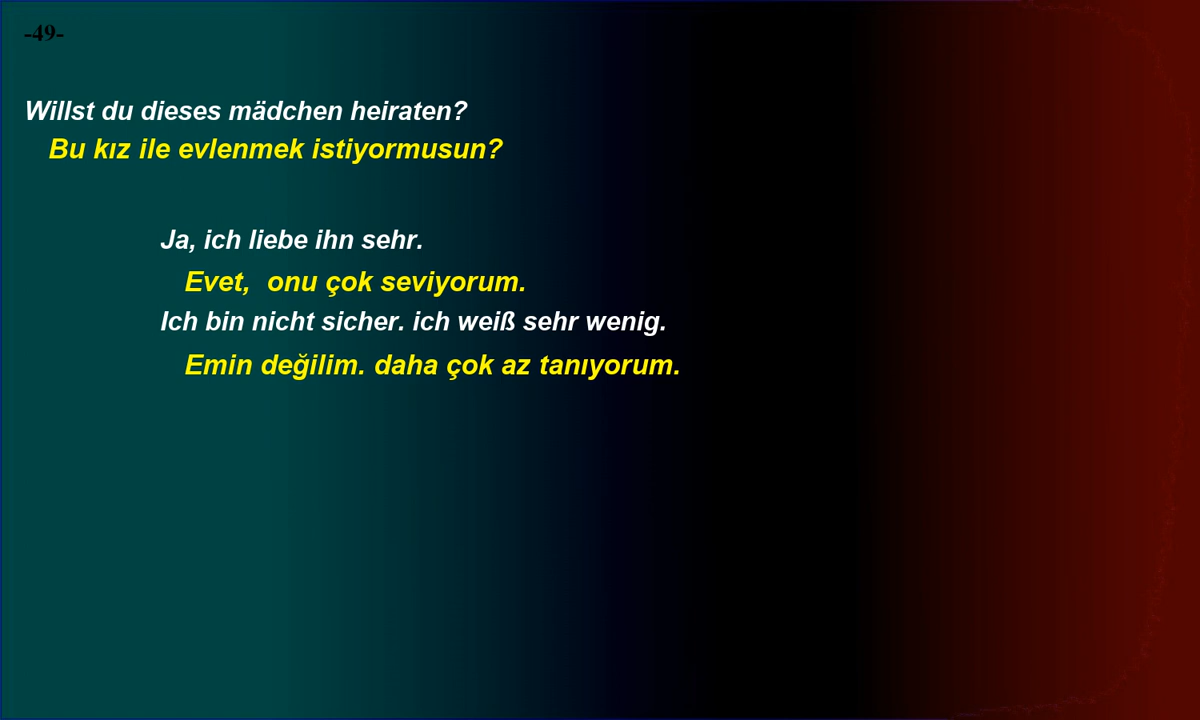 -49-
Willst du dieses mädchen heiraten?
Bu kız ile evlenmek istiyormusun?
Ja, ich liebe ihn sehr.
Evet,  onu çok seviyorum.
Ich bin nicht sicher. ich weiß sehr wenig.
Emin değilim. daha çok az tanıyorum.